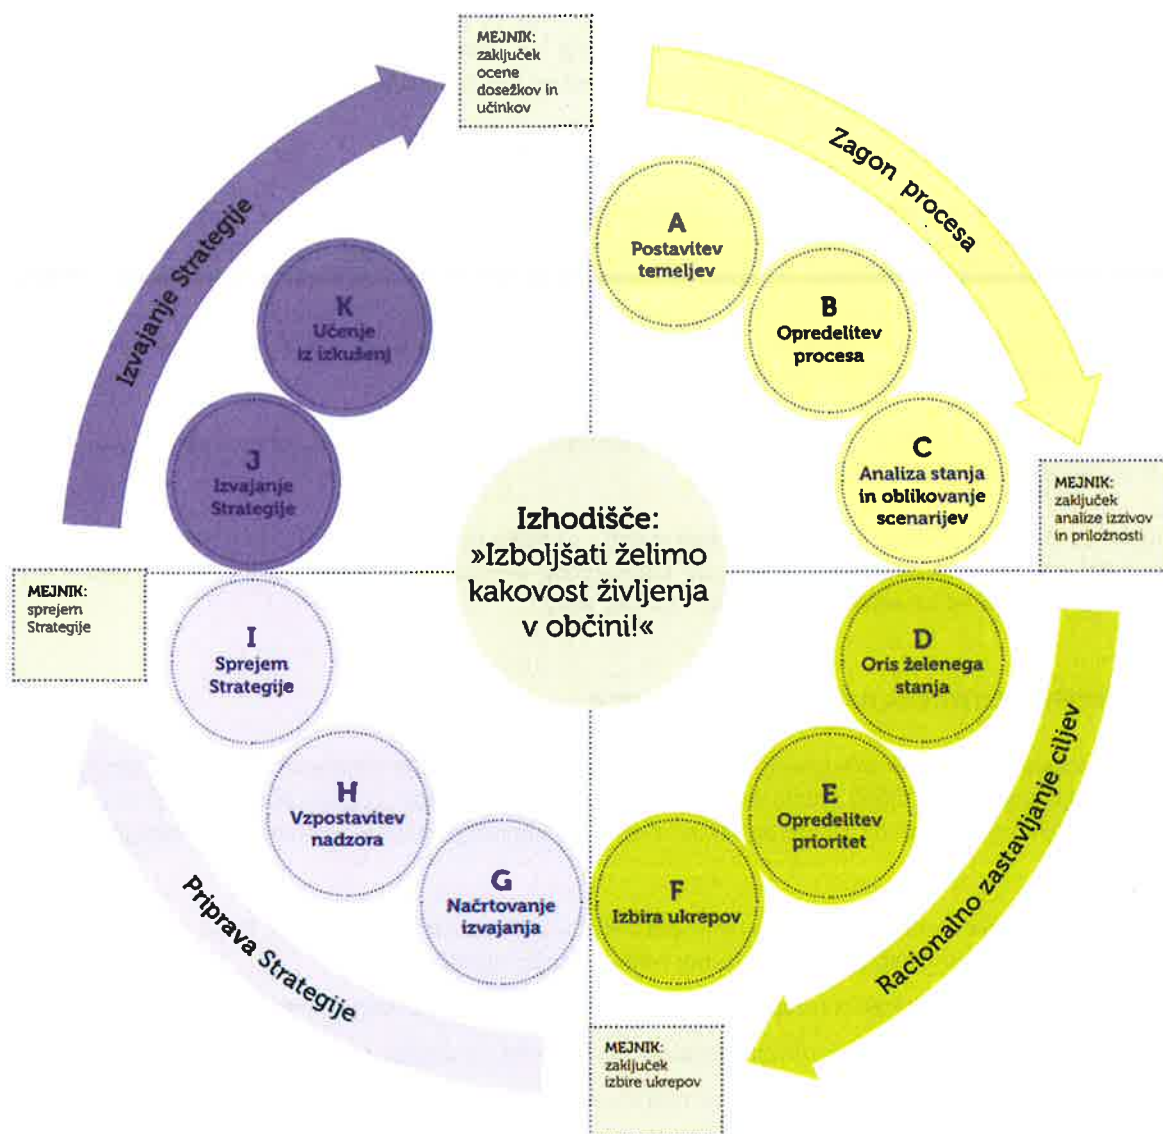 MEJNIK:
zaključek
ocene
dosežkov in
učinkov
Zagon procesa
A
Postavitev
temeljev
B
Opredelitev
procesa
C
Analiza stanja
in oblikovanje
scenarijev
MEJNIK:
zaključek
analize izzivov
in priložnosti
Izhodišče:
»Izboljšati želimo
kakovost življenja
v občini!«
D
Oris želenega
stanja
E
Opredelitev
prioritet
F
Izbira ukrepov
Racionalno zastavljanje ciljev
MEJNIK:
zaključek
izbire ukrepov
G
Načrtovanje
izvajanja
H
Vzpostavitev
nadzora
I
Sprejem
Strategije
Priprava Strategije
MEJNIK:
sprejem
Strategije
J
Izvajanje
Strategije
K
Učenje
iz izkušenj
Izvajanje Strategije